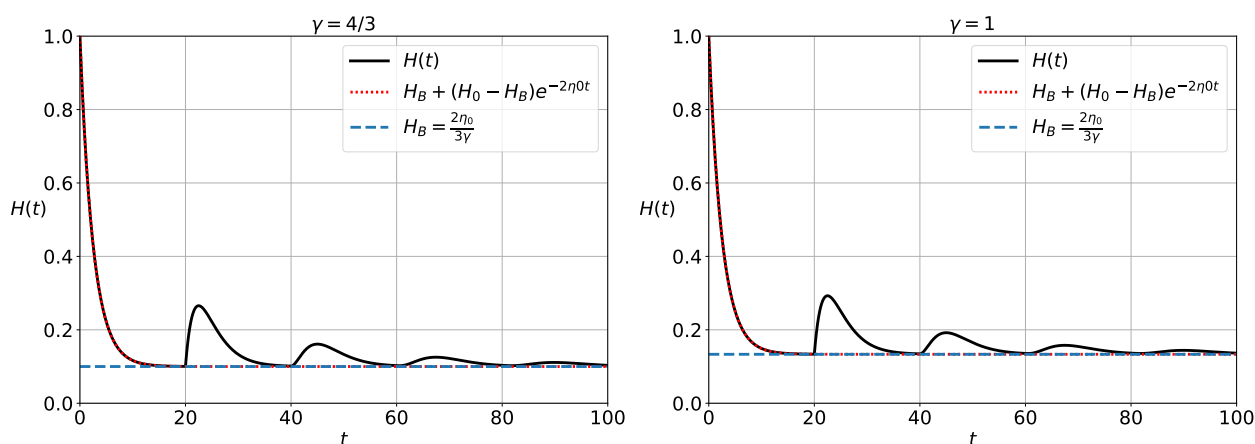 γ = 4/3
H(t)
H(t)
H_B + (H_0 − H_B)e^{−2η0t}
H_B = \frac{2η_0}{3γ}
1.0
0.8
0.6
0.4
0.2
0.0
0 20 40 60 80 100
t
γ = 1
H(t)
H(t)
H_B + (H_0 − H_B)e^{−2η0t}
H_B = \frac{2η_0}{3γ}
1.0
0.8
0.6
0.4
0.2
0.0
0 20 40 60 80 100
t